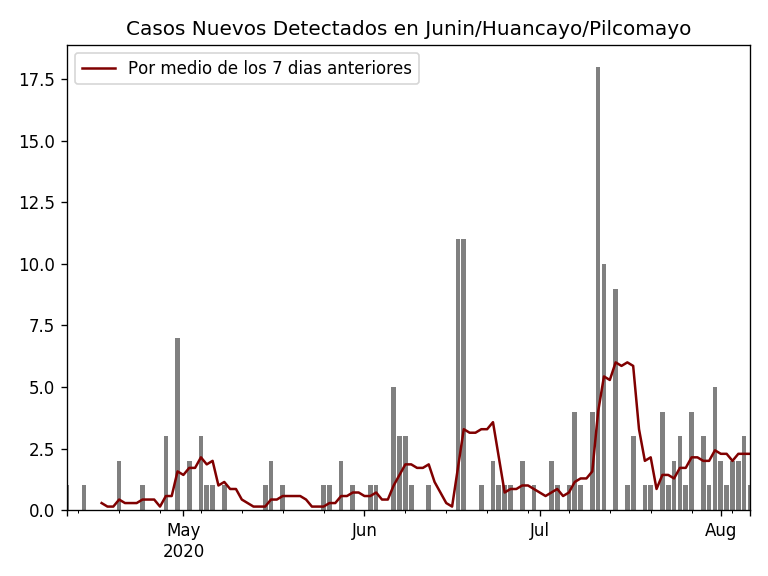 Casos Nuevos Detectados en Junin/Huancayo/Pilcomayo
Por medio de los 7 dias anteriores
17.5
15.0
12.5
10.0
7.5
5.0
2.5
0.0
May
2020
Jun
Jul
Aug